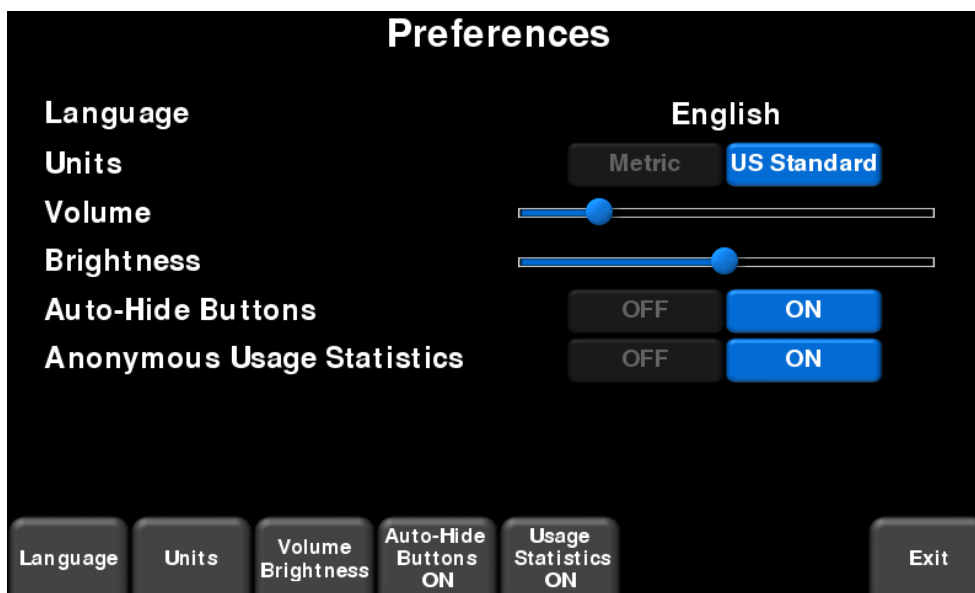 Preferences
Language English
Units Metric US Standard
Volume
Brightness
Auto-Hide Buttons OFF ON
Anonymous Usage Statistics OFF ON
Language
Units
Volume
Brightness
Auto-Hide
Buttons
ON
Usage
Statistics
ON
Exit